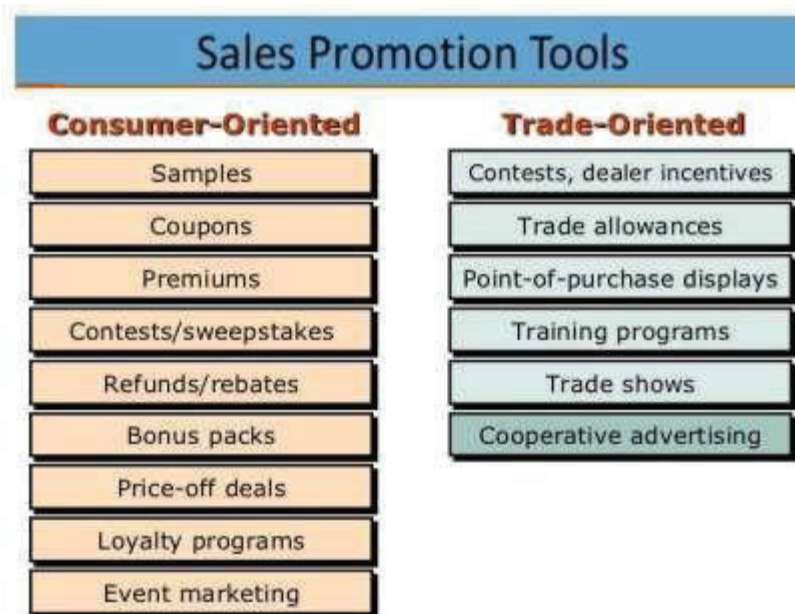 Sales Promotion Tools
Consumer-Oriented
Samples
Coupons
Premiums
Contests/sweepstakes
Refunds/rebates
Bonus packs
Price-off deals
Loyalty programs
Event marketing
Trade-Oriented
Contests, dealer incentives
Trade allowances
Point-of-purchase displays
Training programs
Trade shows
Cooperative advertising